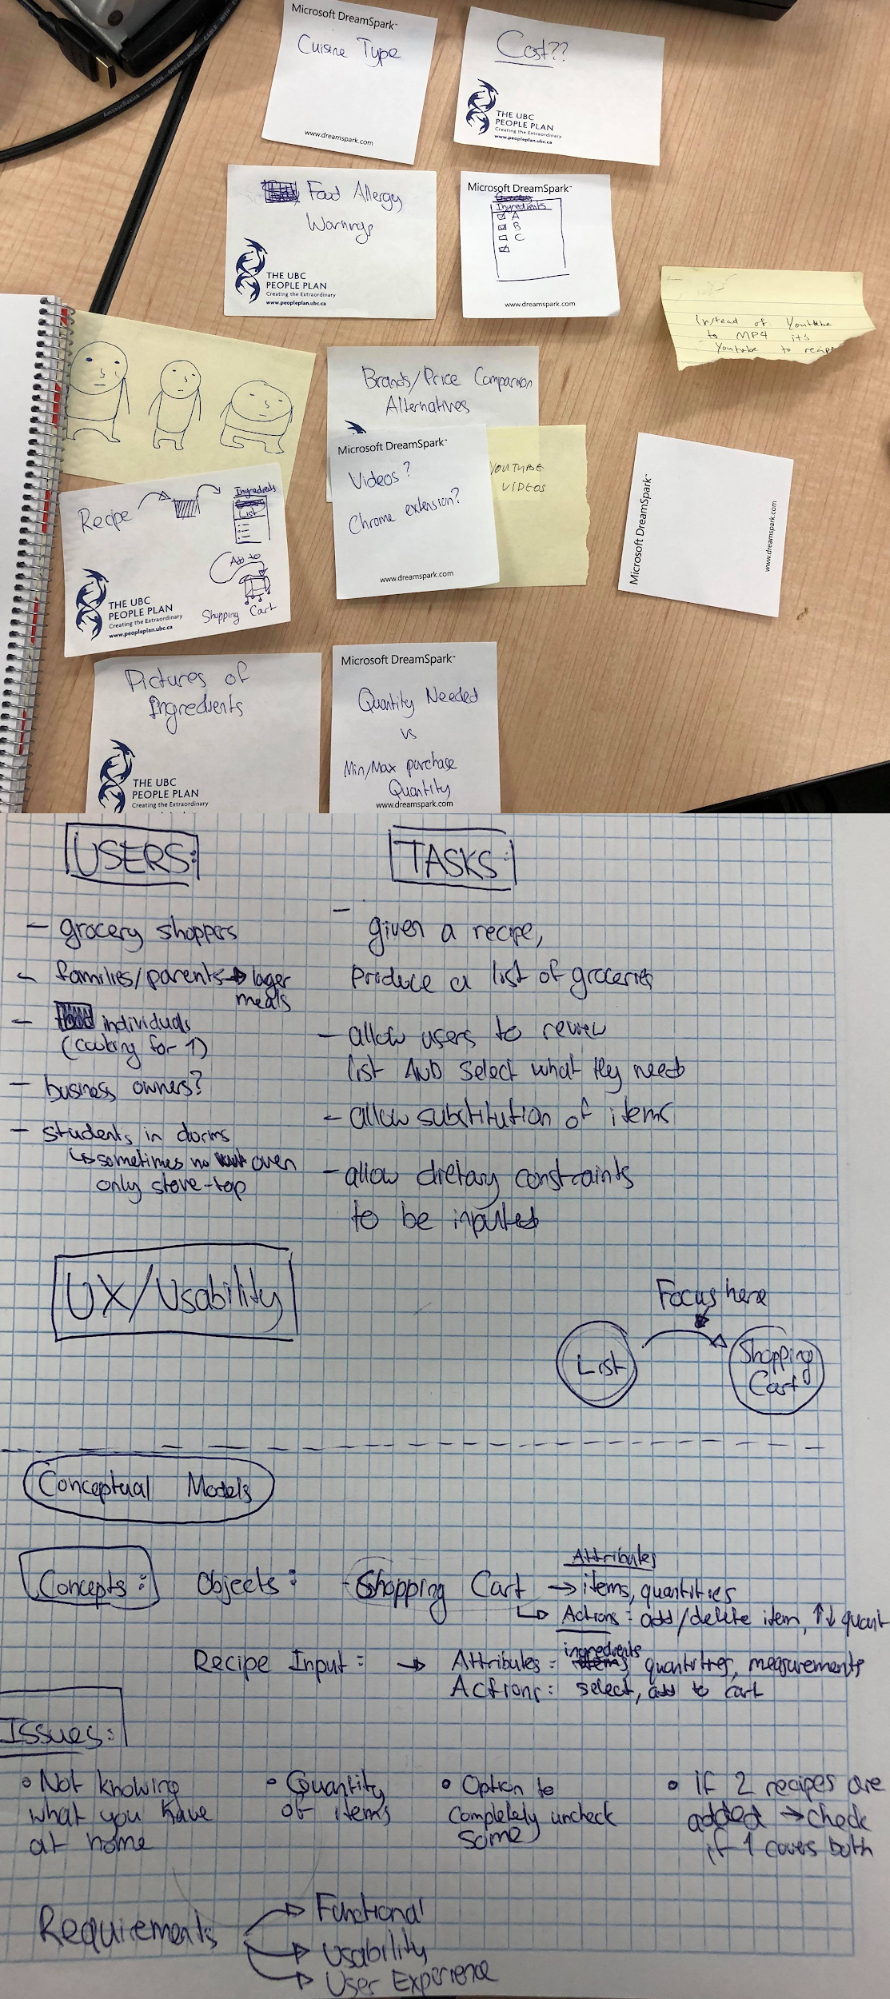 Microsoft DreamSpark
Cuisine Type
www.dreamspark.com
Cost??
THE UBC
PEOPLE PLAN
Creating the Extraordinary
www.peopleplan.ubc.ca
Food Allergy
Warnings
THE UBC
PEOPLE PLAN
Creating the Extraordinary
www.peopleplan.ubc.ca
Microsoft DreamSpark
Ingredients
A
B
C
www.dreamspark.com
Instead of Youtube
to MP4 its
Youtube to
Brands/Price Comparison
Alternatives
Microsoft DreamSpark
Videos?
Chrome extension?
www.dreamspark.com
YOUTUBE
VIDEOS
Microsoft DreamSpark
www.dreamspark.com
Recipe
Ingredients
List
Add to
Shopping Cart
THE UBC
PEOPLE PLAN
Creating the Extraordinary
www.peopleplan.ubc.ca
Pictures of
Ingredients
THE UBC
PEOPLE PLAN
Creating the Extraordinary
Microsoft DreamSpark
Quantity Needed
vs
Min/Max purchase
Quantity
www.dreamspark.com
USERS:
- grocery shoppers
- families/parents → lager
meals
- individuals
(cooking for 1)
- business owners?
- students in dorms
↳ sometimes no oven
only stove-top
TASKS:
- given a recipe,
produce a list of groceries
- allow users to review
list AND select what they need
- allow substitution of items
- allow dietary constraints
to be inputted
UX/Usability
Focus here
List
Shopping
Cart
Conceptual Models
Concepts: Objects: - Shopping Cart
Attributes
→ items, quantities
↳ Actions: add/delete item, ↑↓ quant
Recipe Input: → Attributes: ingredients quantities, measurements
Actions: select, add to cart
Issues:
• Not knowing
what you have
at home
• Quantity
of items
• Option to
completely uncheck
some
• if 2 recipes are
added → check
if 1 covers both
Requirements
Functional
Usability
User Experience